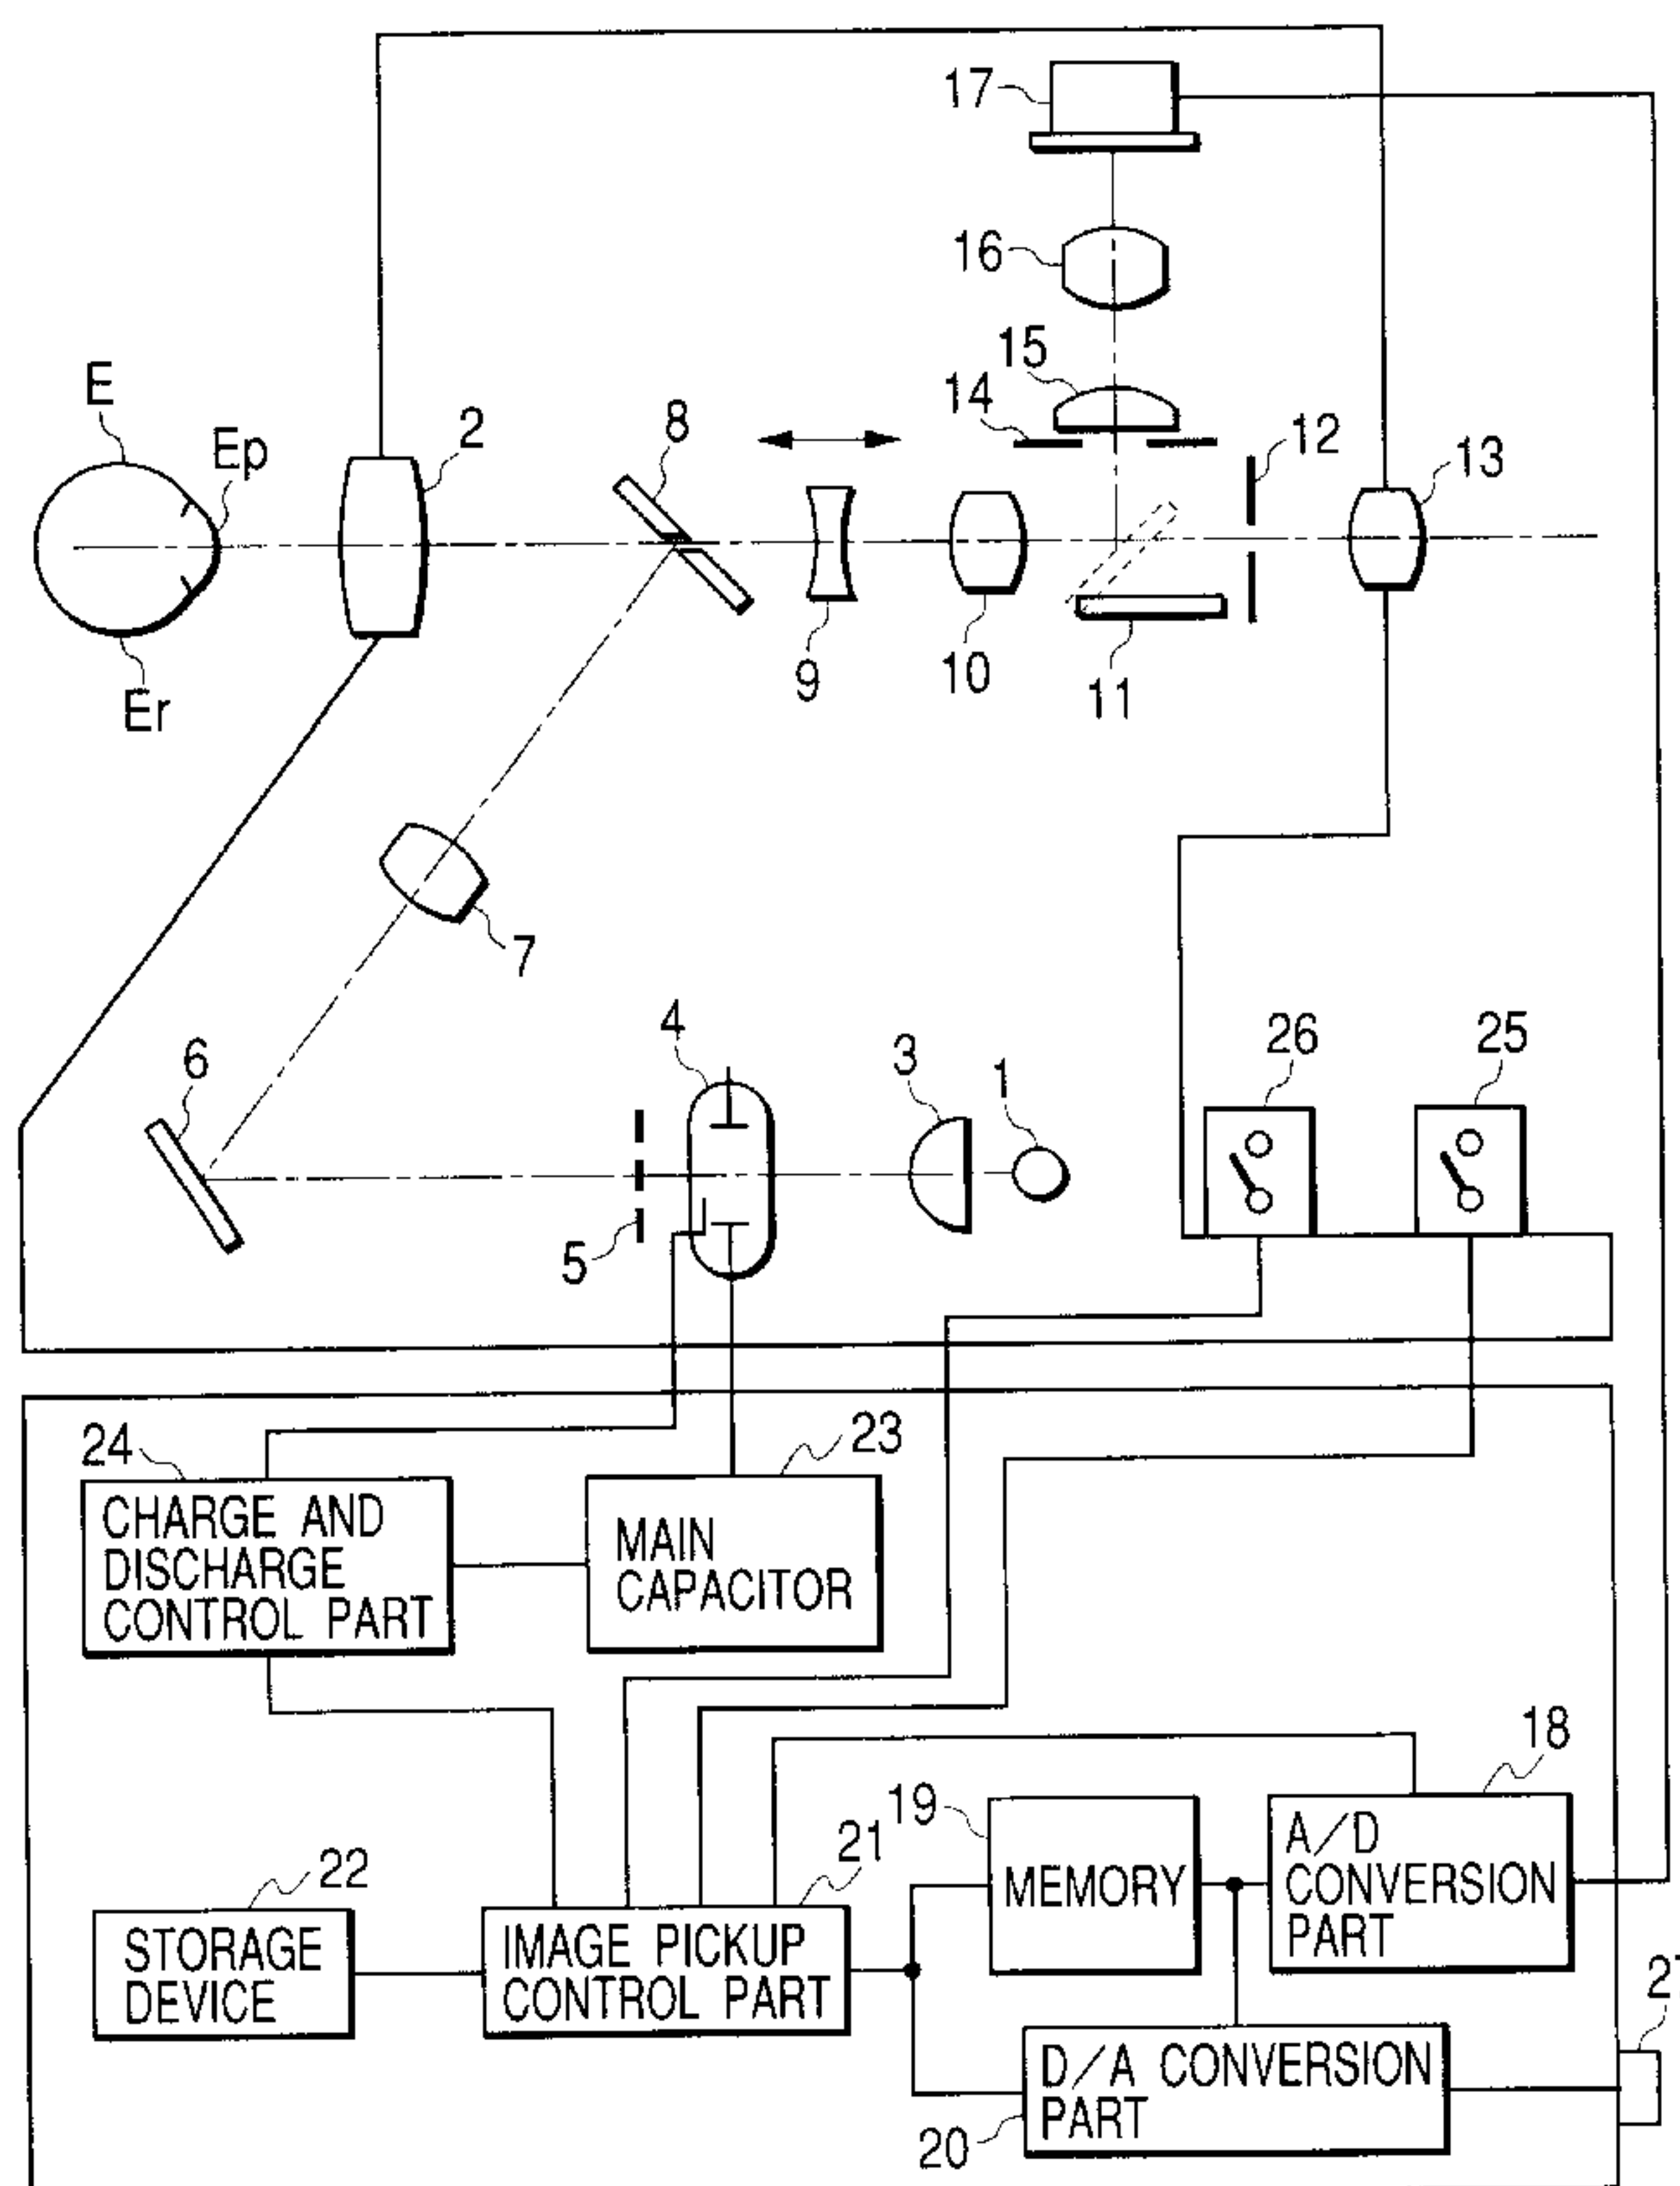 17
16
15
14
E
Ep
2
8
12
13
Er
9
10
11
7
6
4
3
1
26
25
5
24
23
CHARGE AND
DISCHARGE
CONTROL PART
MAIN
CAPACITOR
18
19
21
22
A/D
CONVERSION
PART
MEMORY
STORAGE
DEVICE
IMAGE PICKUP
CONTROL PART
D/A CONVERSION
PART
20